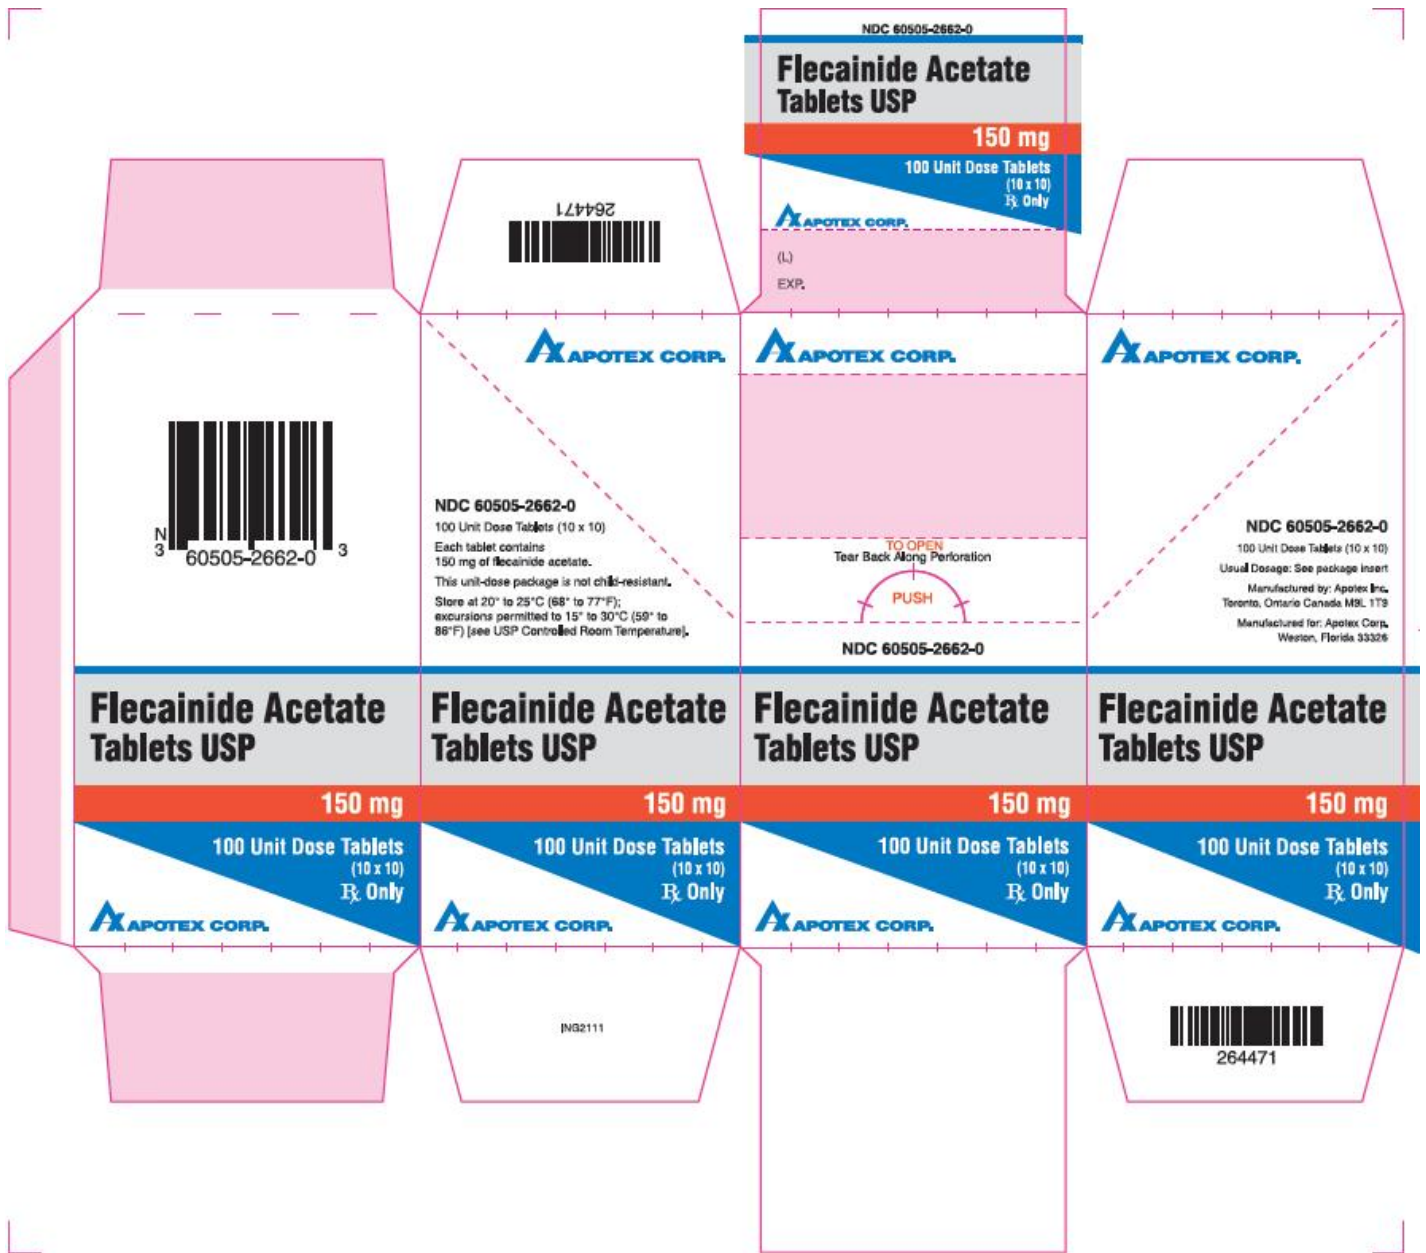 NDC 60505-2662-0
Flecainide Acetate
Tablets USP
150 mg
100 Unit Dose Tablets
(10 x 10)
℞ Only
APOTEX CORP.
(L)
EXP.
264471
N
3
60505-2662-0
3
APOTEX CORP.
NDC 60505-2662-0
100 Unit Dose Tablets (10 x 10)
Each tablet contains
150 mg of flecainide acetate.
This unit-dose package is not child-resistant.
Store at 20° to 25°C (68° to 77°F);
excursions permitted to 15° to 30°C (59° to
86°F) [see USP Controlled Room Temperature].
APOTEX CORP.
TO OPEN
Tear Back Along Perforation
PUSH
NDC 60505-2662-0
APOTEX CORP.
NDC 60505-2662-0
100 Unit Dose Tablets (10 x 10)
Usual Dosage: See package insert
Manufactured by: Apotex Inc.
Toronto, Ontario Canada M9L 1T9
Manufactured for: Apotex Corp.
Weston, Florida 33326
Flecainide Acetate
Tablets USP
150 mg
100 Unit Dose Tablets
(10 x 10)
℞ Only
APOTEX CORP.
Flecainide Acetate
Tablets USP
150 mg
100 Unit Dose Tablets
(10 x 10)
℞ Only
APOTEX CORP.
Flecainide Acetate
Tablets USP
150 mg
100 Unit Dose Tablets
(10 x 10)
℞ Only
APOTEX CORP.
Flecainide Acetate
Tablets USP
150 mg
100 Unit Dose Tablets
(10 x 10)
℞ Only
APOTEX CORP.
ING2111
264471